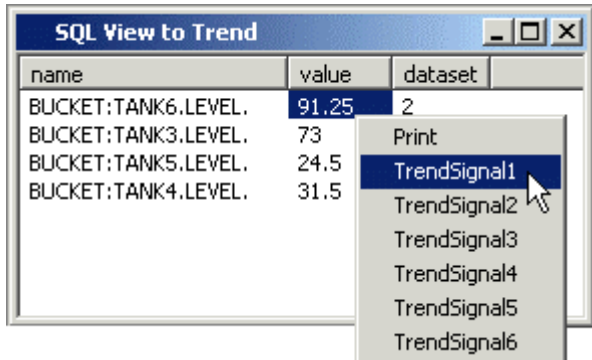 SQL View to Trend
name value dataset
BUCKET:TANK6.LEVEL. 91.25 2
BUCKET:TANK3.LEVEL. 73
BUCKET:TANK5.LEVEL. 24.5
BUCKET:TANK4.LEVEL. 31.5
Print
TrendSignal1
TrendSignal2
TrendSignal3
TrendSignal4
TrendSignal5
TrendSignal6